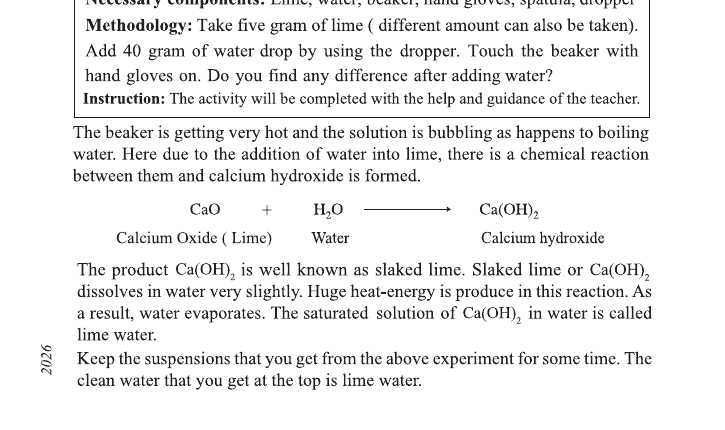 Necessary components: Lime, water, beaker, hand gloves, spatula, dropper
Methodology: Take five gram of lime ( different amount can also be taken).
Add 40 gram of water drop by using the dropper. Touch the beaker with
hand gloves on. Do you find any difference after adding water?
Instruction: The activity will be completed with the help and guidance of the teacher.
The beaker is getting very hot and the solution is bubbling as happens to boiling
water. Here due to the addition of water into lime, there is a chemical reaction
between them and calcium hydroxide is formed.
CaO + H₂O ⟶ Ca(OH)₂
Calcium Oxide ( Lime) Water Calcium hydroxide
The product Ca(OH)₂ is well known as slaked lime. Slaked lime or Ca(OH)₂
dissolves in water very slightly. Huge heat-energy is produce in this reaction. As
a result, water evaporates. The saturated solution of Ca(OH)₂ in water is called
lime water.
Keep the suspensions that you get from the above experiment for some time. The
clean water that you get at the top is lime water.
2026